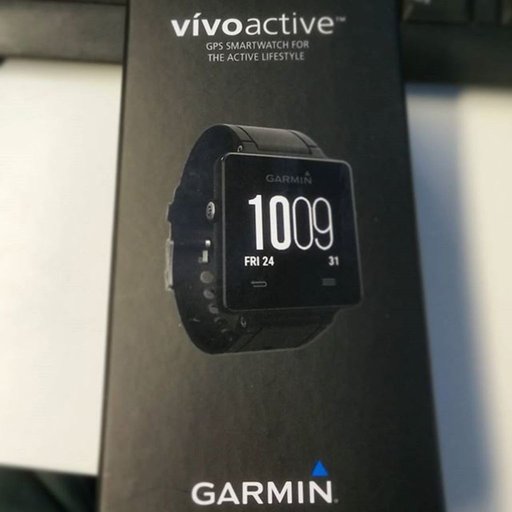 vívoactive™
GPS SMARTWATCH FOR
THE ACTIVE LIFESTYLE
GARMIN
1009
FRI 24 31
GARMIN.